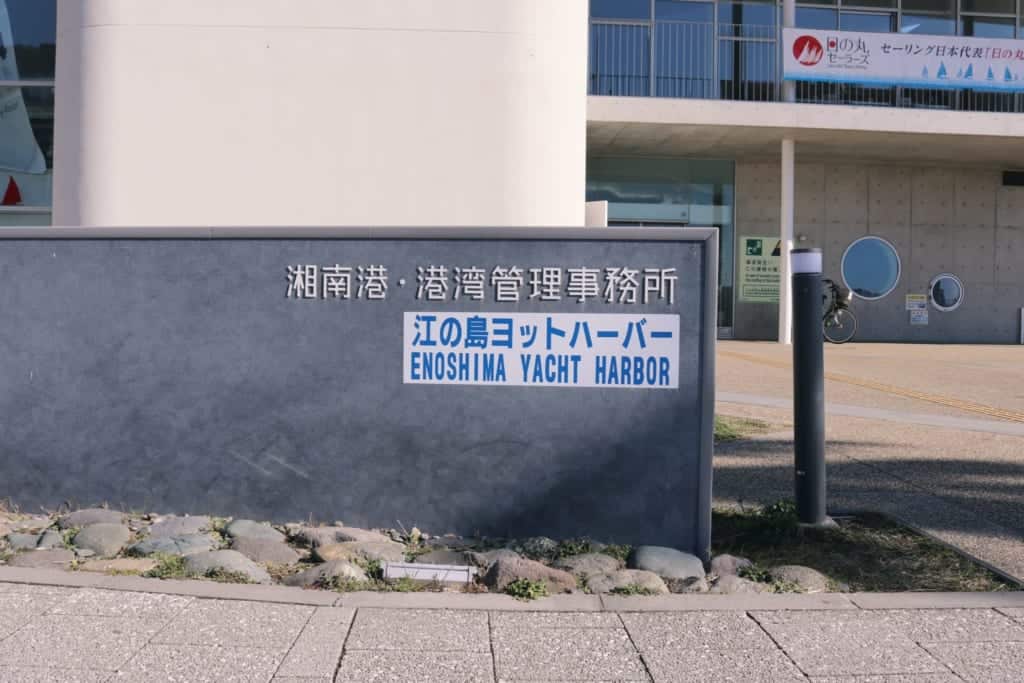 日の丸
セーラーズ
セーリング日本代表「日の丸
湘南港・港湾管理事務所
江の島ヨットハーバー
ENOSHIMA YACHT HARBOR